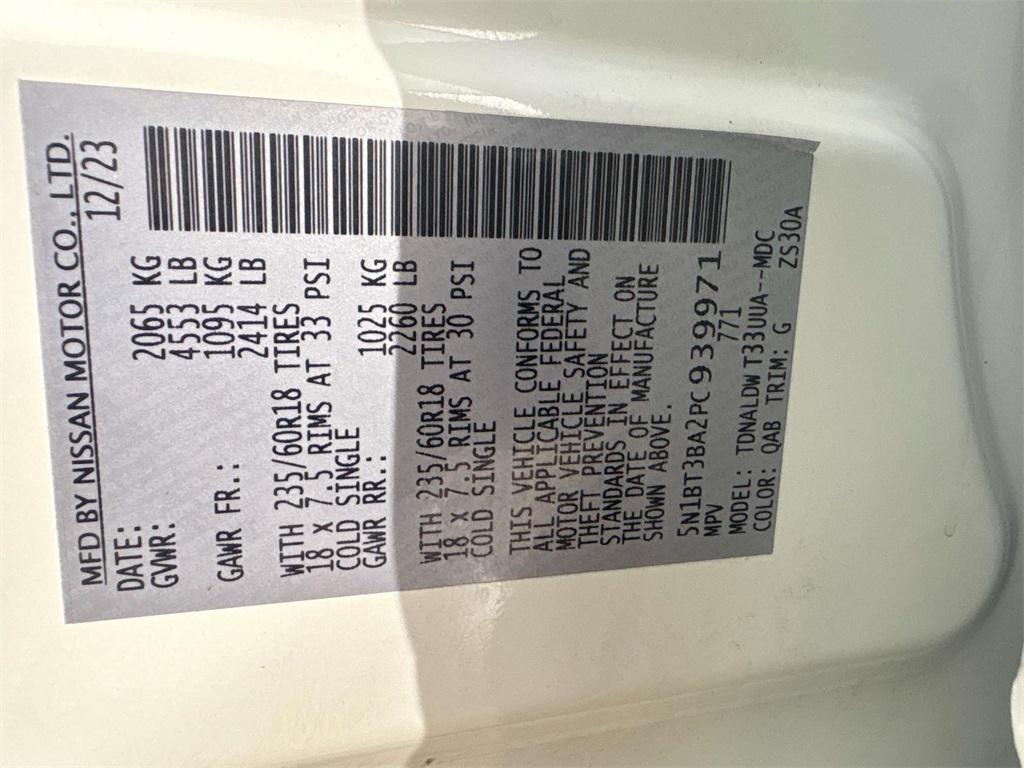 MFD BY NISSAN MOTOR CO., LTD.
DATE: 12/23
GVWR: 2065 KG
4553 LB
GAWR FR.: 1095 KG
2414 LB
WITH 235/60R18 TIRES
18 X 7.5 RIMS AT 33 PSI
COLD SINGLE
GAWR RR.: 1025 KG
2260 LB
WITH 235/60R18 TIRES
18 X 7.5 RIMS AT 30 PSI
COLD SINGLE
THIS VEHICLE CONFORMS TO
ALL APPLICABLE FEDERAL
MOTOR VEHICLE SAFETY AND
THEFT PREVENTION
STANDARDS IN EFFECT ON
THE DATE OF MANUFACTURE
SHOWN ABOVE.
5N1BT3BA2PC939971
MPV 771
MODEL: TDNALDW T33UUA--MDC
COLOR: QAB TRIM: G ZS30A